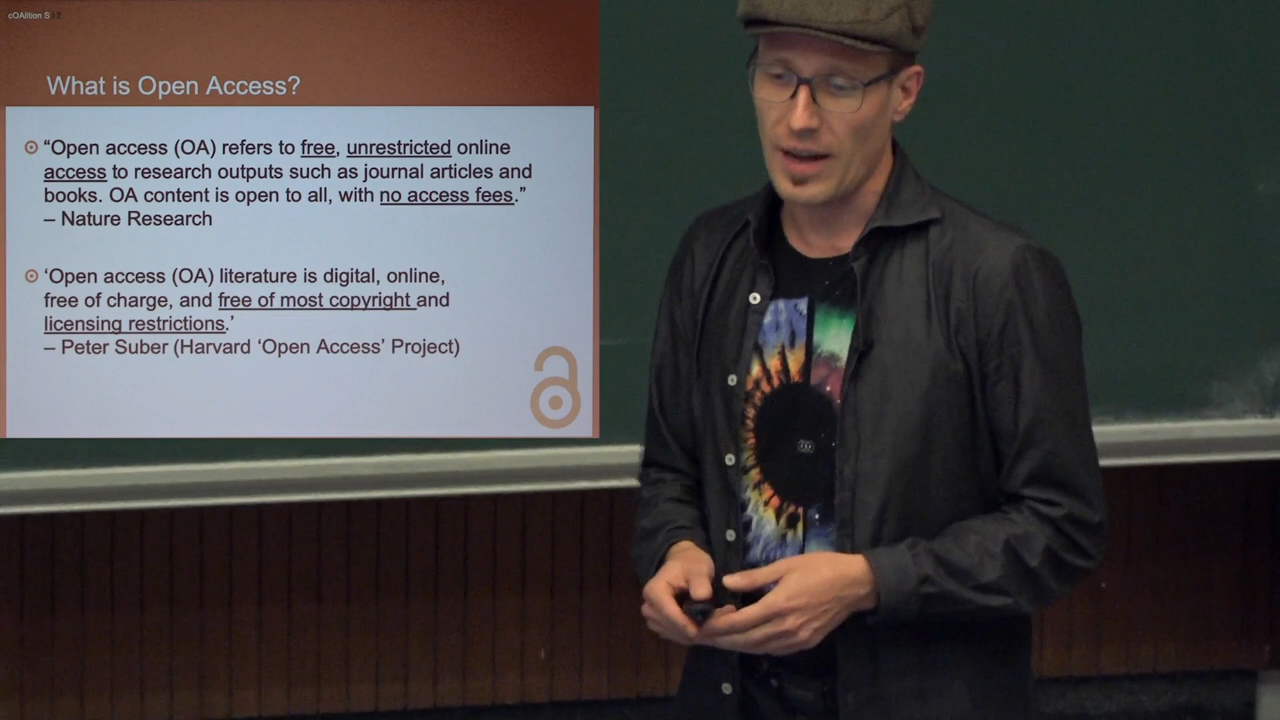 cOAlition S 2
What is Open Access?
“Open access (OA) refers to free, unrestricted online
access to research outputs such as journal articles and
books. OA content is open to all, with no access fees.”
– Nature Research
‘Open access (OA) literature is digital, online,
free of charge, and free of most copyright and
licensing restrictions.’
– Peter Suber (Harvard ‘Open Access’ Project)